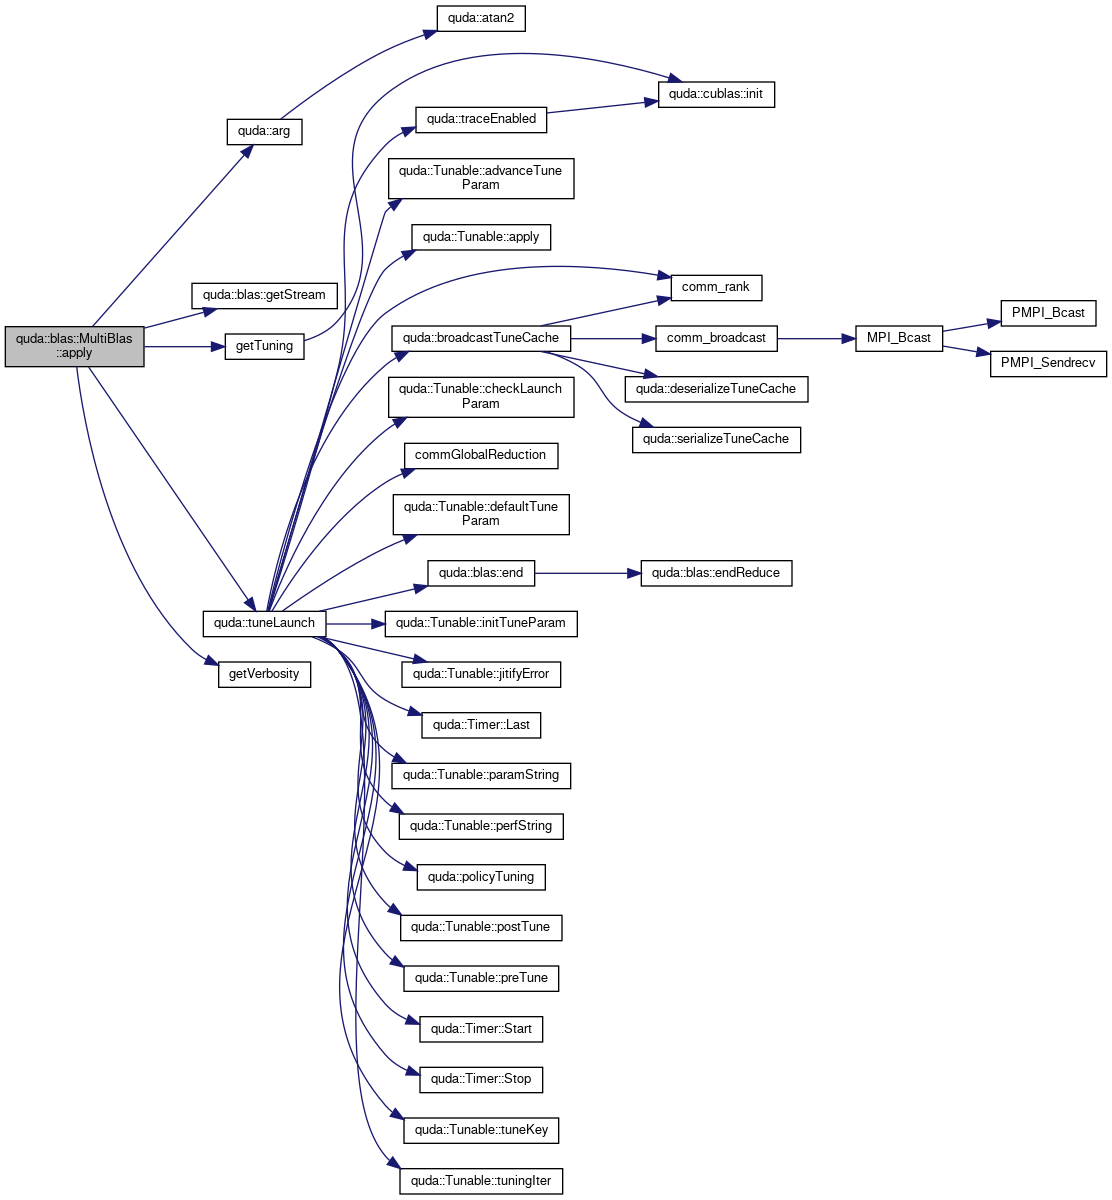 quda::blas::MultiBlas
::apply
quda::arg
quda::atan2
quda::blas::getStream
getTuning
quda::cublas::init
quda::tuneLaunch
quda::traceEnabled
quda::Tunable::advanceTune
Param
quda::Tunable::apply
quda::broadcastTuneCache
comm_rank
comm_broadcast
MPI_Bcast
PMPI_Bcast
PMPI_Sendrecv
quda::deserializeTuneCache
quda::serializeTuneCache
quda::Tunable::checkLaunch
Param
commGlobalReduction
quda::Tunable::defaultTune
Param
quda::blas::end
quda::blas::endReduce
quda::Tunable::initTuneParam
quda::Tunable::jitifyError
quda::Timer::Last
quda::Tunable::paramString
quda::Tunable::perfString
quda::policyTuning
quda::Tunable::postTune
quda::Tunable::preTune
quda::Timer::Start
quda::Timer::Stop
quda::Tunable::tuneKey
quda::Tunable::tuningIter
getVerbosity